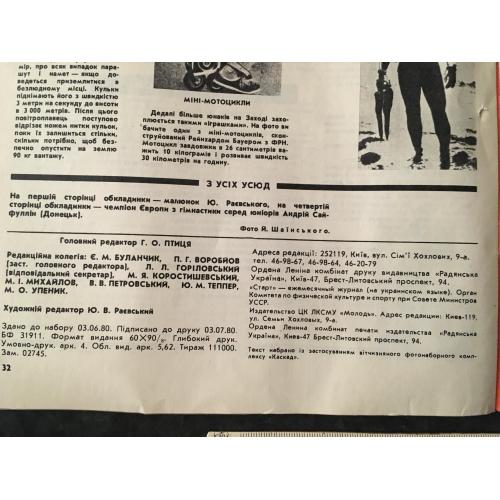 мір, про всяк випадок пара-
шут і намет — якщо до-
ведеться приземлитися в
безлюдному місці. Кульки
піднімають його з швидкістю
3 метри на секунду до висоти
в 3 000 метрів. Після цього
повітроплавець поступово
відрізає ножем нитки кульок,
поки їх залишиться стільки,
скільки потрібно, щоб без-
печно опустити на землю
90 кг вантажу.
МІНІ-МОТОЦИКЛИ
Дедалі більше юнаків на Заході захо-
плюється такими «іграшками». На фото ви
бачите один з міні-мотоциклів, скон-
струйований Рейнхардом Бауером з ФРН.
Мотоцикл завдовжки в 26 сантиметрів ва-
жить 10 кілограмів і розвиває швидкість
30 кілометрів на годину.
З УСІХ УСЮД
На першій сторінці обкладинки — малюнок Ю. Раєвського, на четвертій
сторінці обкладинки — чемпіон Європи з гімнастики серед юніорів Андрій Сай-
фуллін (Донецьк).
Фото Й. Шаїнського.
Головний редактор Г. О. ПТИЦЯ
Редакційна колегія: Є. М. БУЛАНЧИК, П. Г. ВОРОБЙОВ
(заст. головного редактора), Л. Л. ГОРІЛОВСЬКИЙ
[відповідальний секретар], М. Я. КОРОСТИШЕВСЬКИЙ,
М. І. МИХАЙЛОВ, В. В. ПЕТРОВСЬКИЙ, Ю. М. ТЕППЕР,
М. О. УПЕНИК.
Художній редактор Ю. В. Раєвський
Здано до набору 03.06.80. Підписано до друку 03.07.80.
БФ 31911. Формат видання 60×90/₈. Глибокий друк.
Умовно-друк. арк. 4. Обл. вид. арк. 5,62. Тираж 111000.
Зам. 02745.
32
Адреса редакції: 252119, Київ, вул. Сім'ї Хохлових, 9-а.
тел. 46-98-67, 46-98-64, 46-20-79
Ордена Леніна комбінат друку видавництва «Радянська
Україна», Київ-47, Брест-Литовський проспект, 94.
«Старт» — ежемесячный журнал (на украинском языке). Орган
Комитета по физической культуре и спорту при Совете Министров
УССР.
Издательство ЦК ЛКСМУ «Молодь». Адрес редакции: Киев-119.
ул. Семьи Хохловых, 9-а.
Ордена Ленина комбинат печати издательства «Радянська
Україна», Киев-47 Брест-Литовский проспект, 94.
Текст набрано із застосуванням вітчизняного фотонаборного комп-
лексу «Каскад».